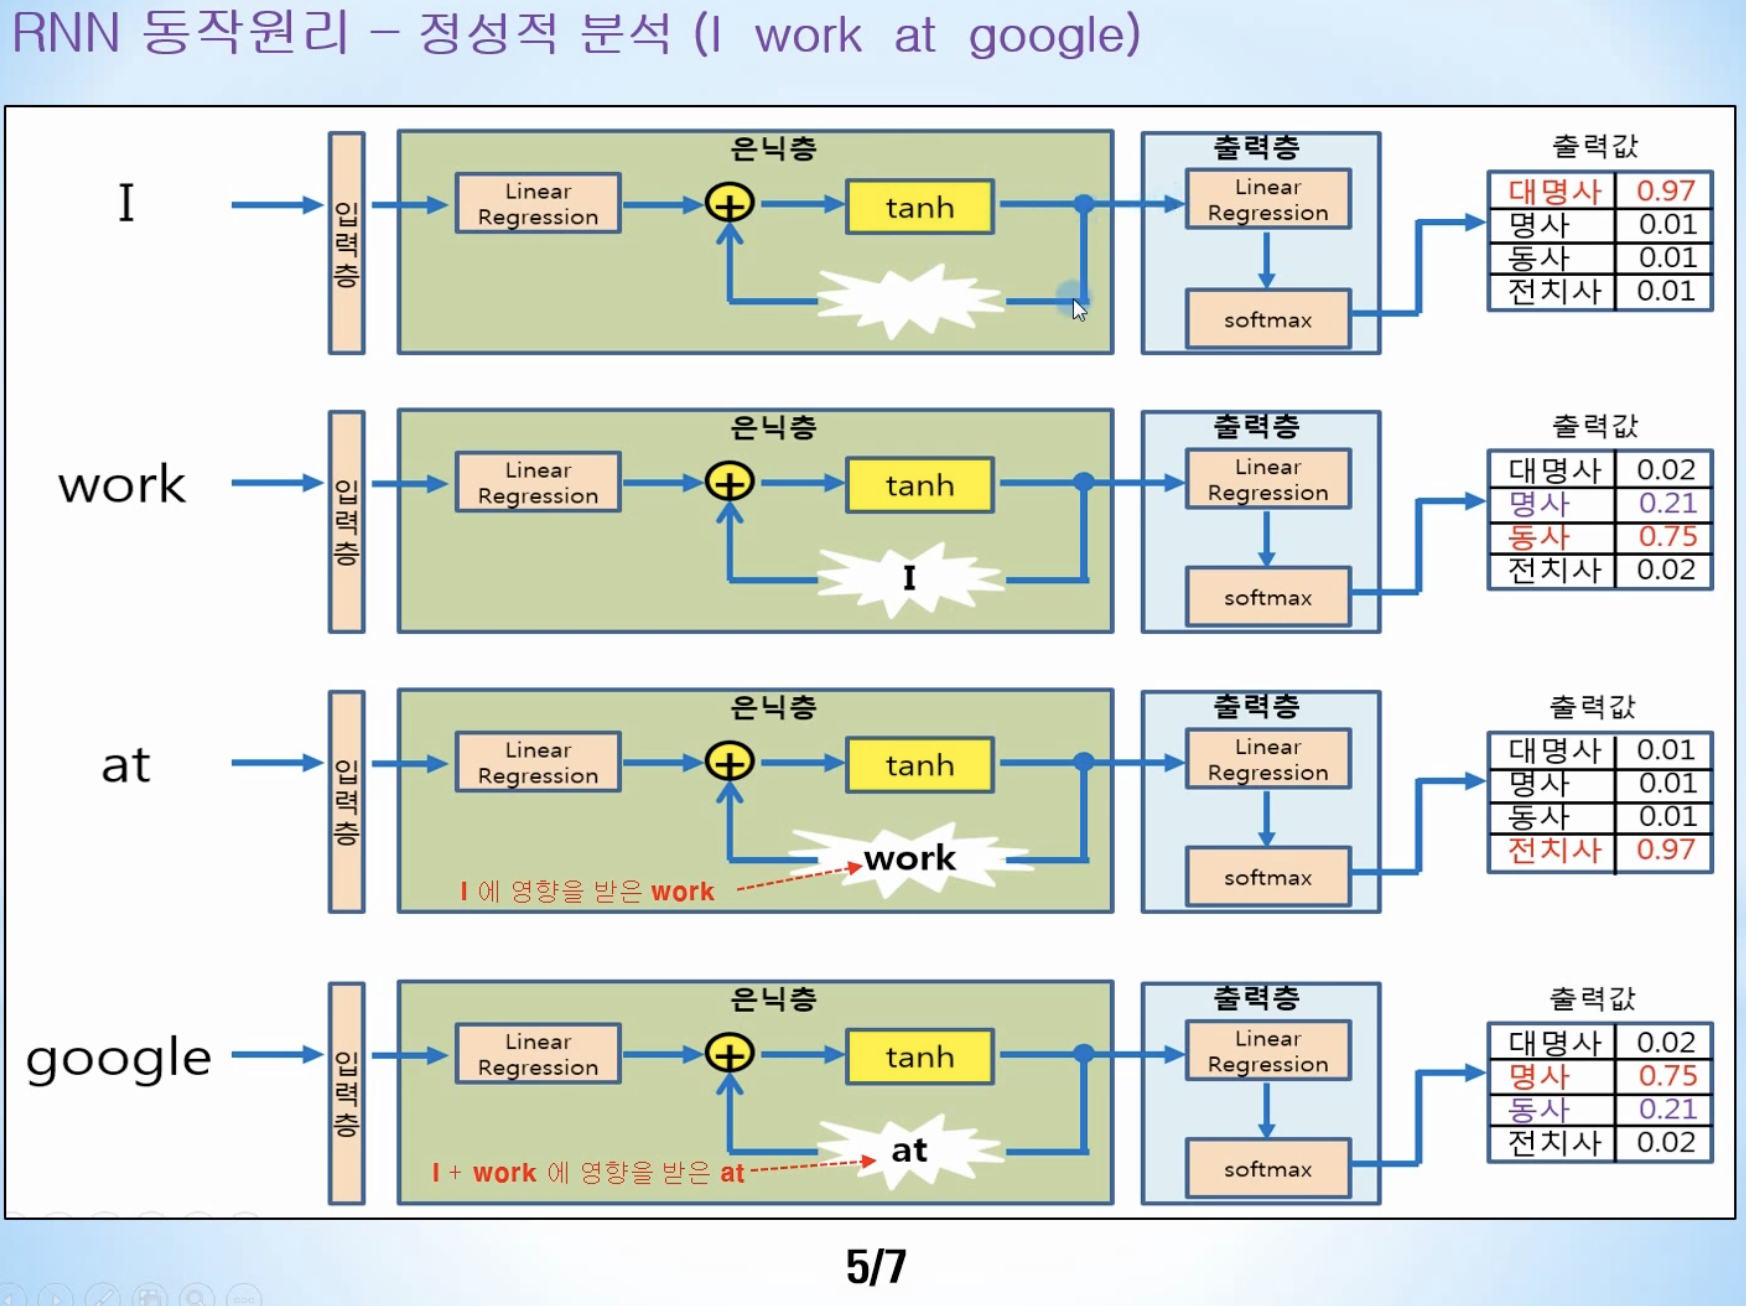 RNN 동작원리 – 정성적 분석 (I work at google)
I
입력층
은닉층
Linear Regression
+
tanh
출력층
Linear Regression
softmax
출력값
대명사 0.97
명사 0.01
동사 0.01
전치사 0.01
work
입력층
은닉층
Linear Regression
+
tanh
I
출력층
Linear Regression
softmax
출력값
대명사 0.02
명사 0.21
동사 0.75
전치사 0.02
at
입력층
은닉층
Linear Regression
+
tanh
work
I 에 영향을 받은 work
출력층
Linear Regression
softmax
출력값
대명사 0.01
명사 0.01
동사 0.01
전치사 0.97
google
입력층
은닉층
Linear Regression
+
tanh
at
I + work 에 영향을 받은 at
출력층
Linear Regression
softmax
출력값
대명사 0.02
명사 0.75
동사 0.21
전치사 0.02
5/7